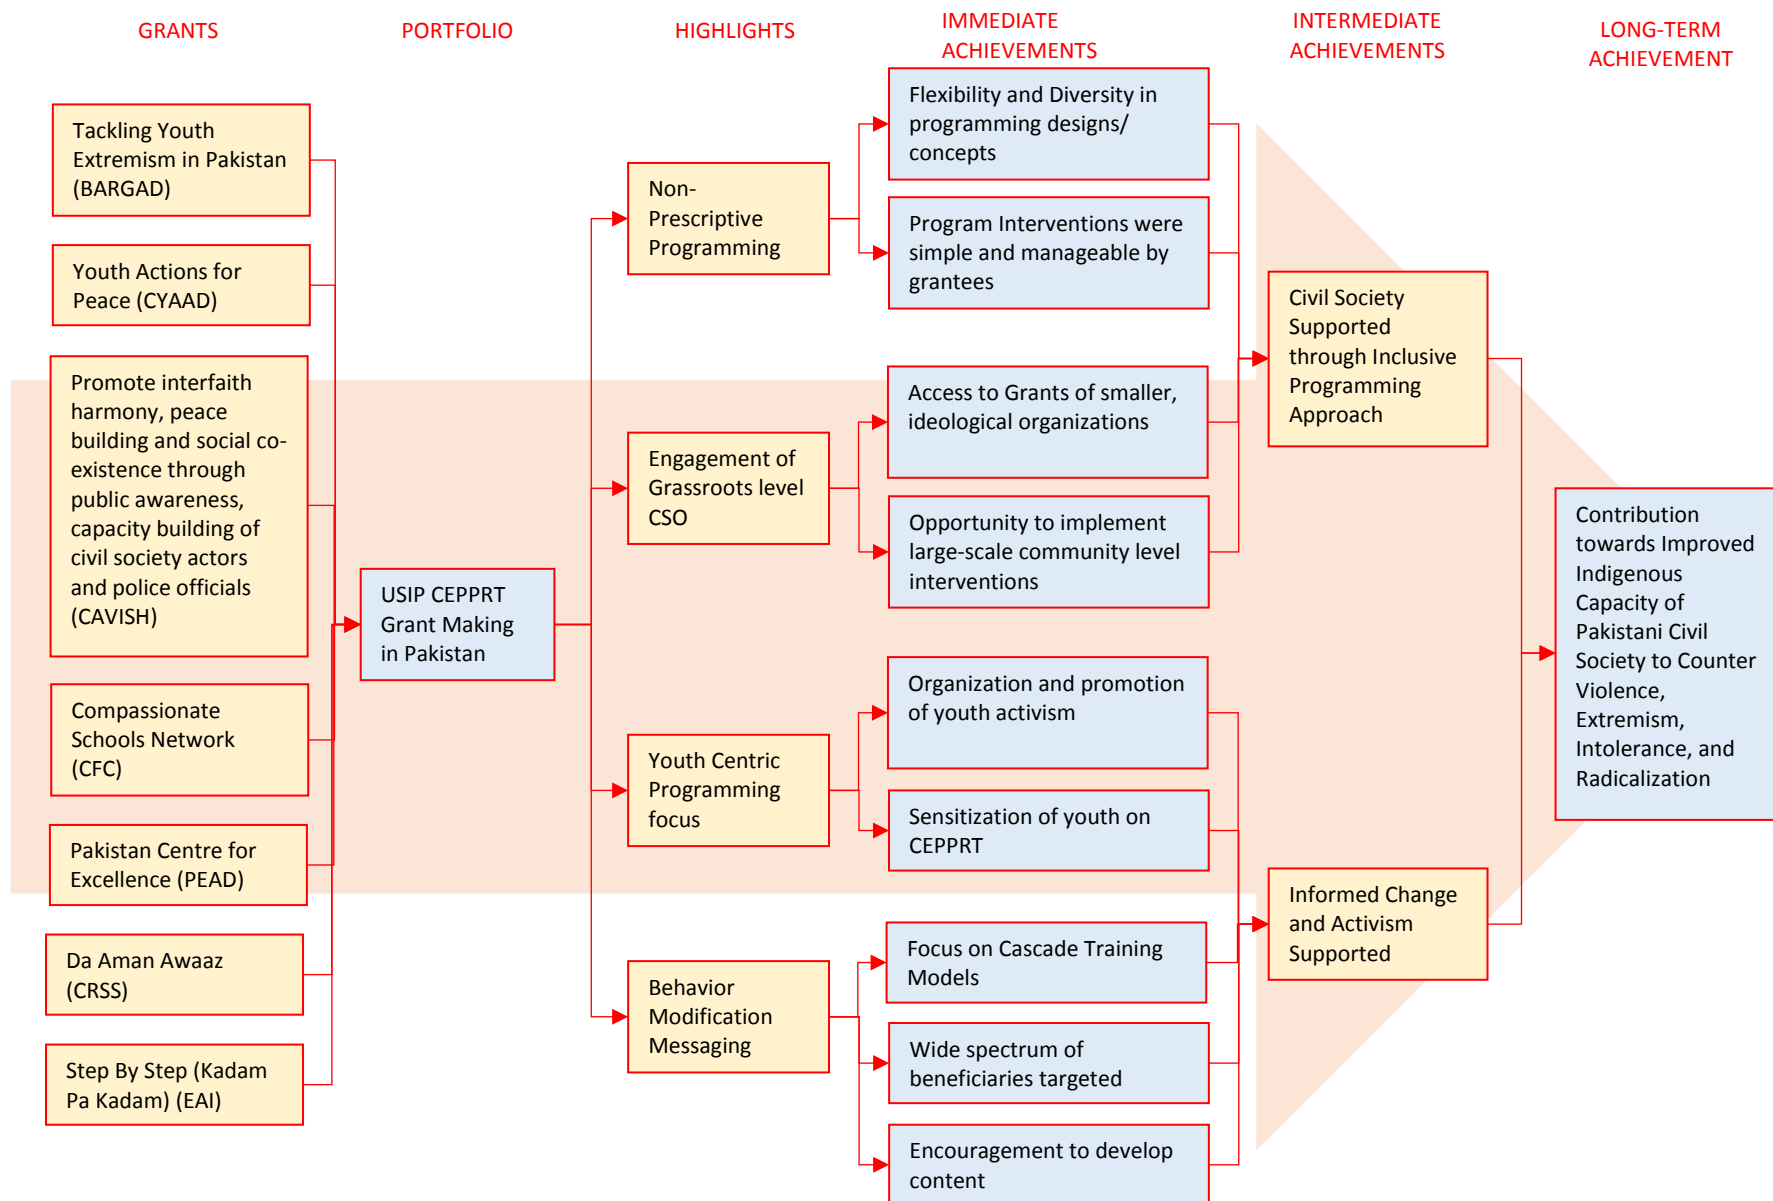 GRANTS
PORTFOLIO
HIGHLIGHTS
IMMEDIATE
ACHIEVEMENTS
INTERMEDIATE
ACHIEVEMENTS
LONG-TERM
ACHIEVEMENT
Tackling Youth
Extremism in Pakistan
(BARGAD)
Youth Actions for
Peace (CYAAD)
Promote interfaith
harmony, peace
building and social co-
existence through
public awareness,
capacity building of
civil society actors
and police officials
(CAVISH)
Compassionate
Schools Network
(CFC)
Pakistan Centre for
Excellence (PEAD)
Da Aman Awaaz
(CRSS)
Step By Step (Kadam
Pa Kadam) (EAI)
USIP CEPPRT
Grant Making
in Pakistan
Non-
Prescriptive
Programming
Engagement of
Grassroots level
CSO
Youth Centric
Programming
focus
Behavior
Modification
Messaging
Flexibility and Diversity in
programming designs/
concepts
Program Interventions were
simple and manageable by
grantees
Access to Grants of smaller,
ideological organizations
Opportunity to implement
large-scale community level
interventions
Organization and promotion
of youth activism
Sensitization of youth on
CEPPRT
Focus on Cascade Training
Models
Wide spectrum of
beneficiaries targeted
Encouragement to develop
content
Civil Society
Supported
through Inclusive
Programming
Approach
Informed Change
and Activism
Supported
Contribution
towards Improved
Indigenous
Capacity of
Pakistani Civil
Society to Counter
Violence,
Extremism,
Intolerance, and
Radicalization